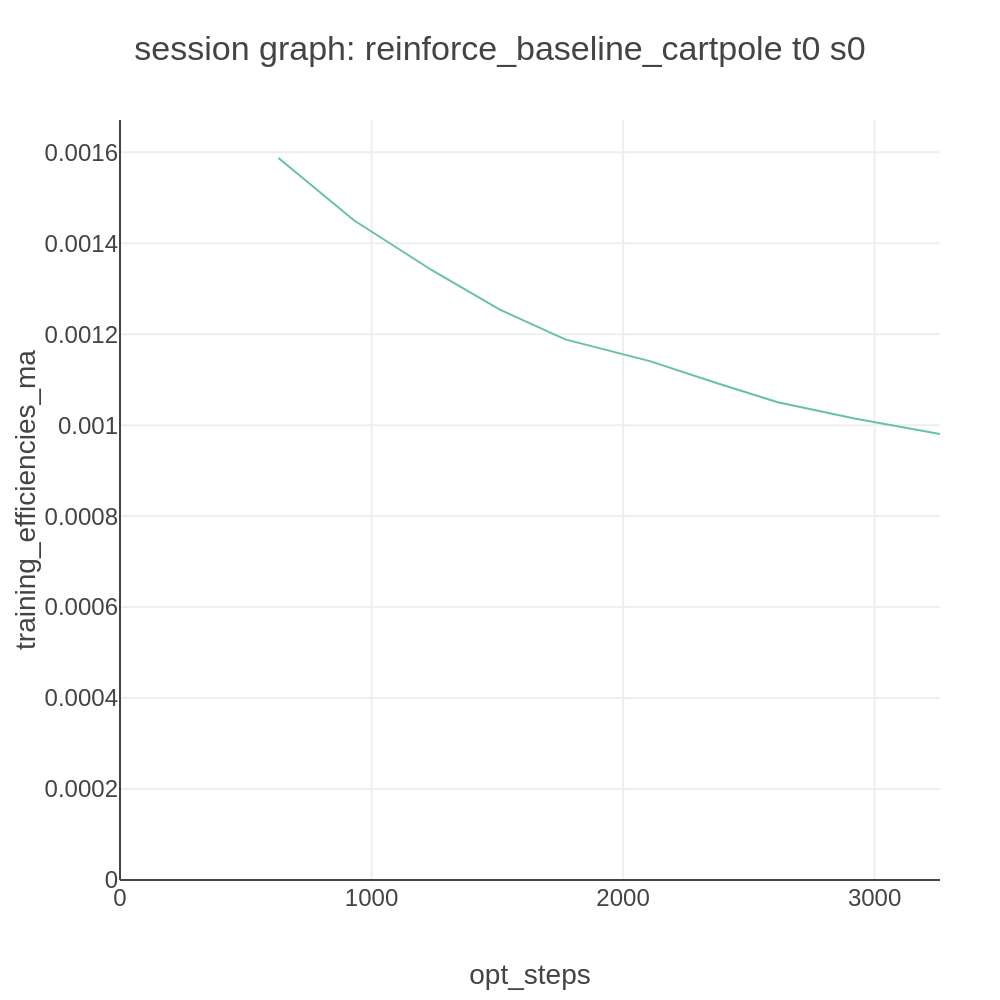 session graph: reinforce_baseline_cartpole t0 s0
training_efficiencies_ma
0.0016
0.0014
0.0012
0.001
0.0008
0.0006
0.0004
0.0002
0
0 1000 2000 3000
opt_steps